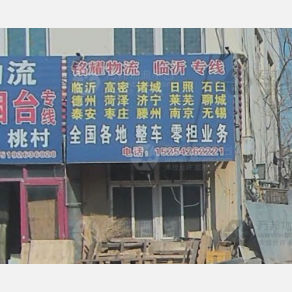 物流
烟台专线
桃村
15192636628
铭耀物流 临沂 专线
临沂 高密 诸城 日照 石臼
德州 菏泽 济宁 莱芜 聊城
泰安 枣庄 滕州 南京 无锡
全国各地 整车 零担业务
电话：15254262221